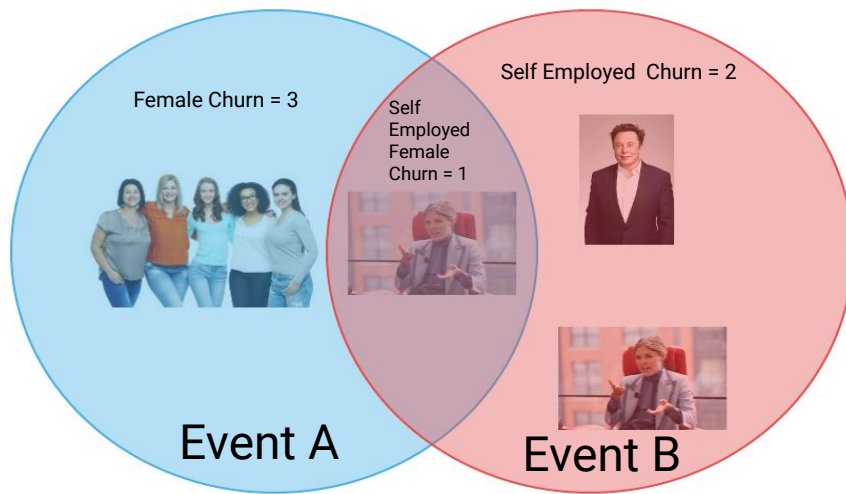 Female Churn = 3
Self
Employed
Female
Churn = 1
Self Employed Churn = 2
Event A
Event B